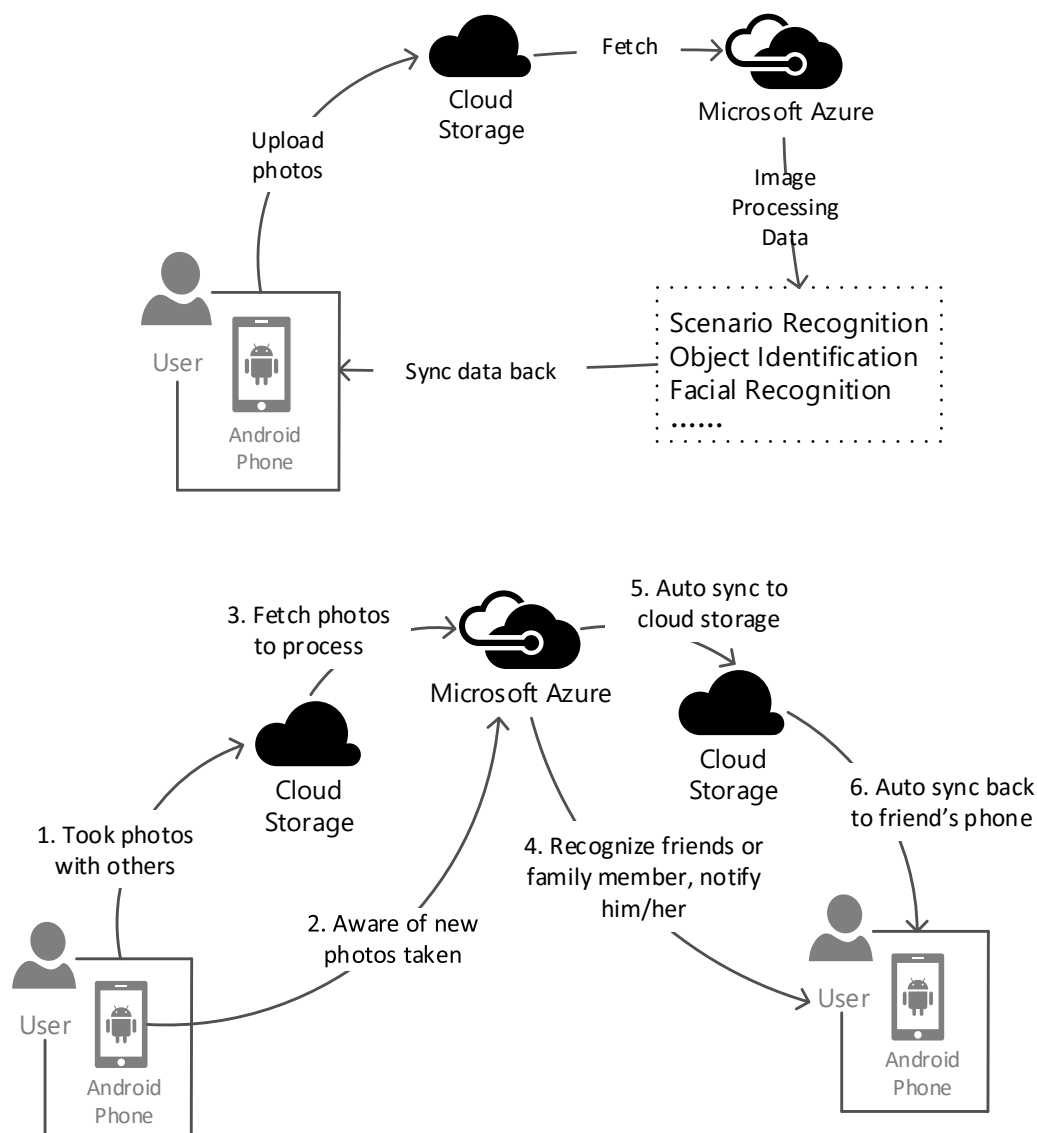 Fetch
Cloud
Storage
Microsoft Azure
Upload
photos
Image
Processing
Data
User
Android
Phone
Sync data back
Scenario Recognition
Object Identification
Facial Recognition
......
3. Fetch photos
to process
Microsoft Azure
5. Auto sync to
cloud storage
Cloud
Storage
Cloud
Storage
1. Took photos
with others
2. Aware of new
photos taken
4. Recognize friends or
family member, notify
him/her
6. Auto sync back
to friend's phone
User
Android
Phone
User
Android
Phone